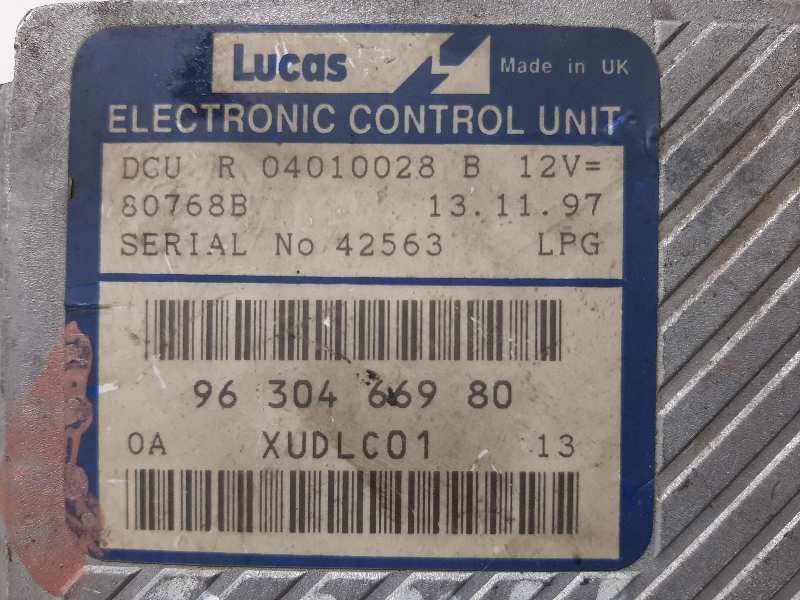 Lucas Made in UK
ELECTRONIC CONTROL UNIT
DCU R 04010028 B 12V=
80768B 13.11.97
SERIAL No 42563 LPG
96 304 669 80
0A XUDLC01 13